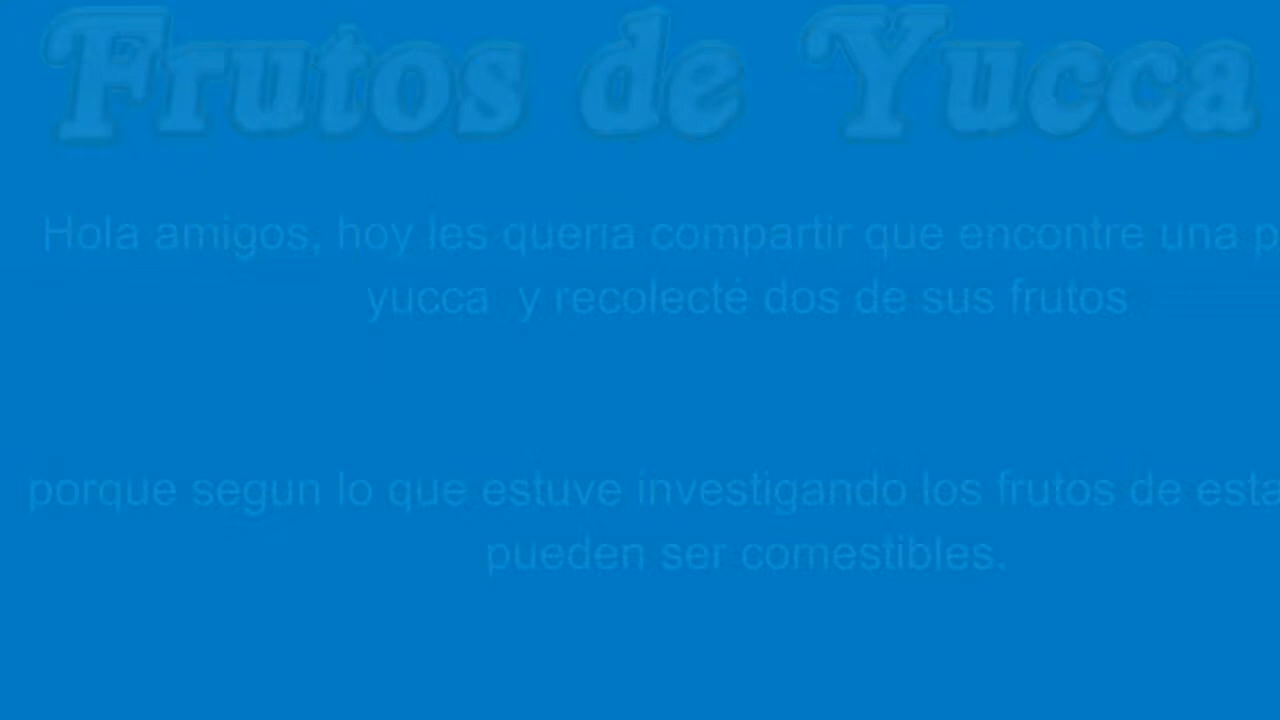 Frutos de Yucca
Hola amigos, hoy les quería compartir que encontre una p
yucca y recolecté dos de sus frutos
porque segun lo que estuve investigando los frutos de esta
pueden ser comestibles.